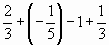 2/3 + (−1/5) − 1 + 1/3